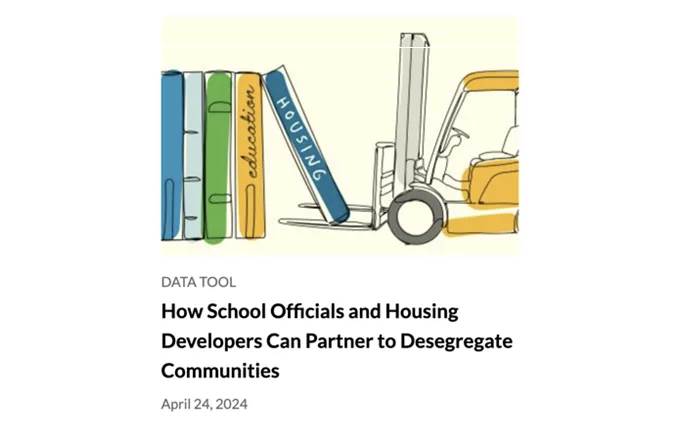 education
HOUSING
DATA TOOL
How School Officials and Housing
Developers Can Partner to Desegregate
Communities
April 24, 2024